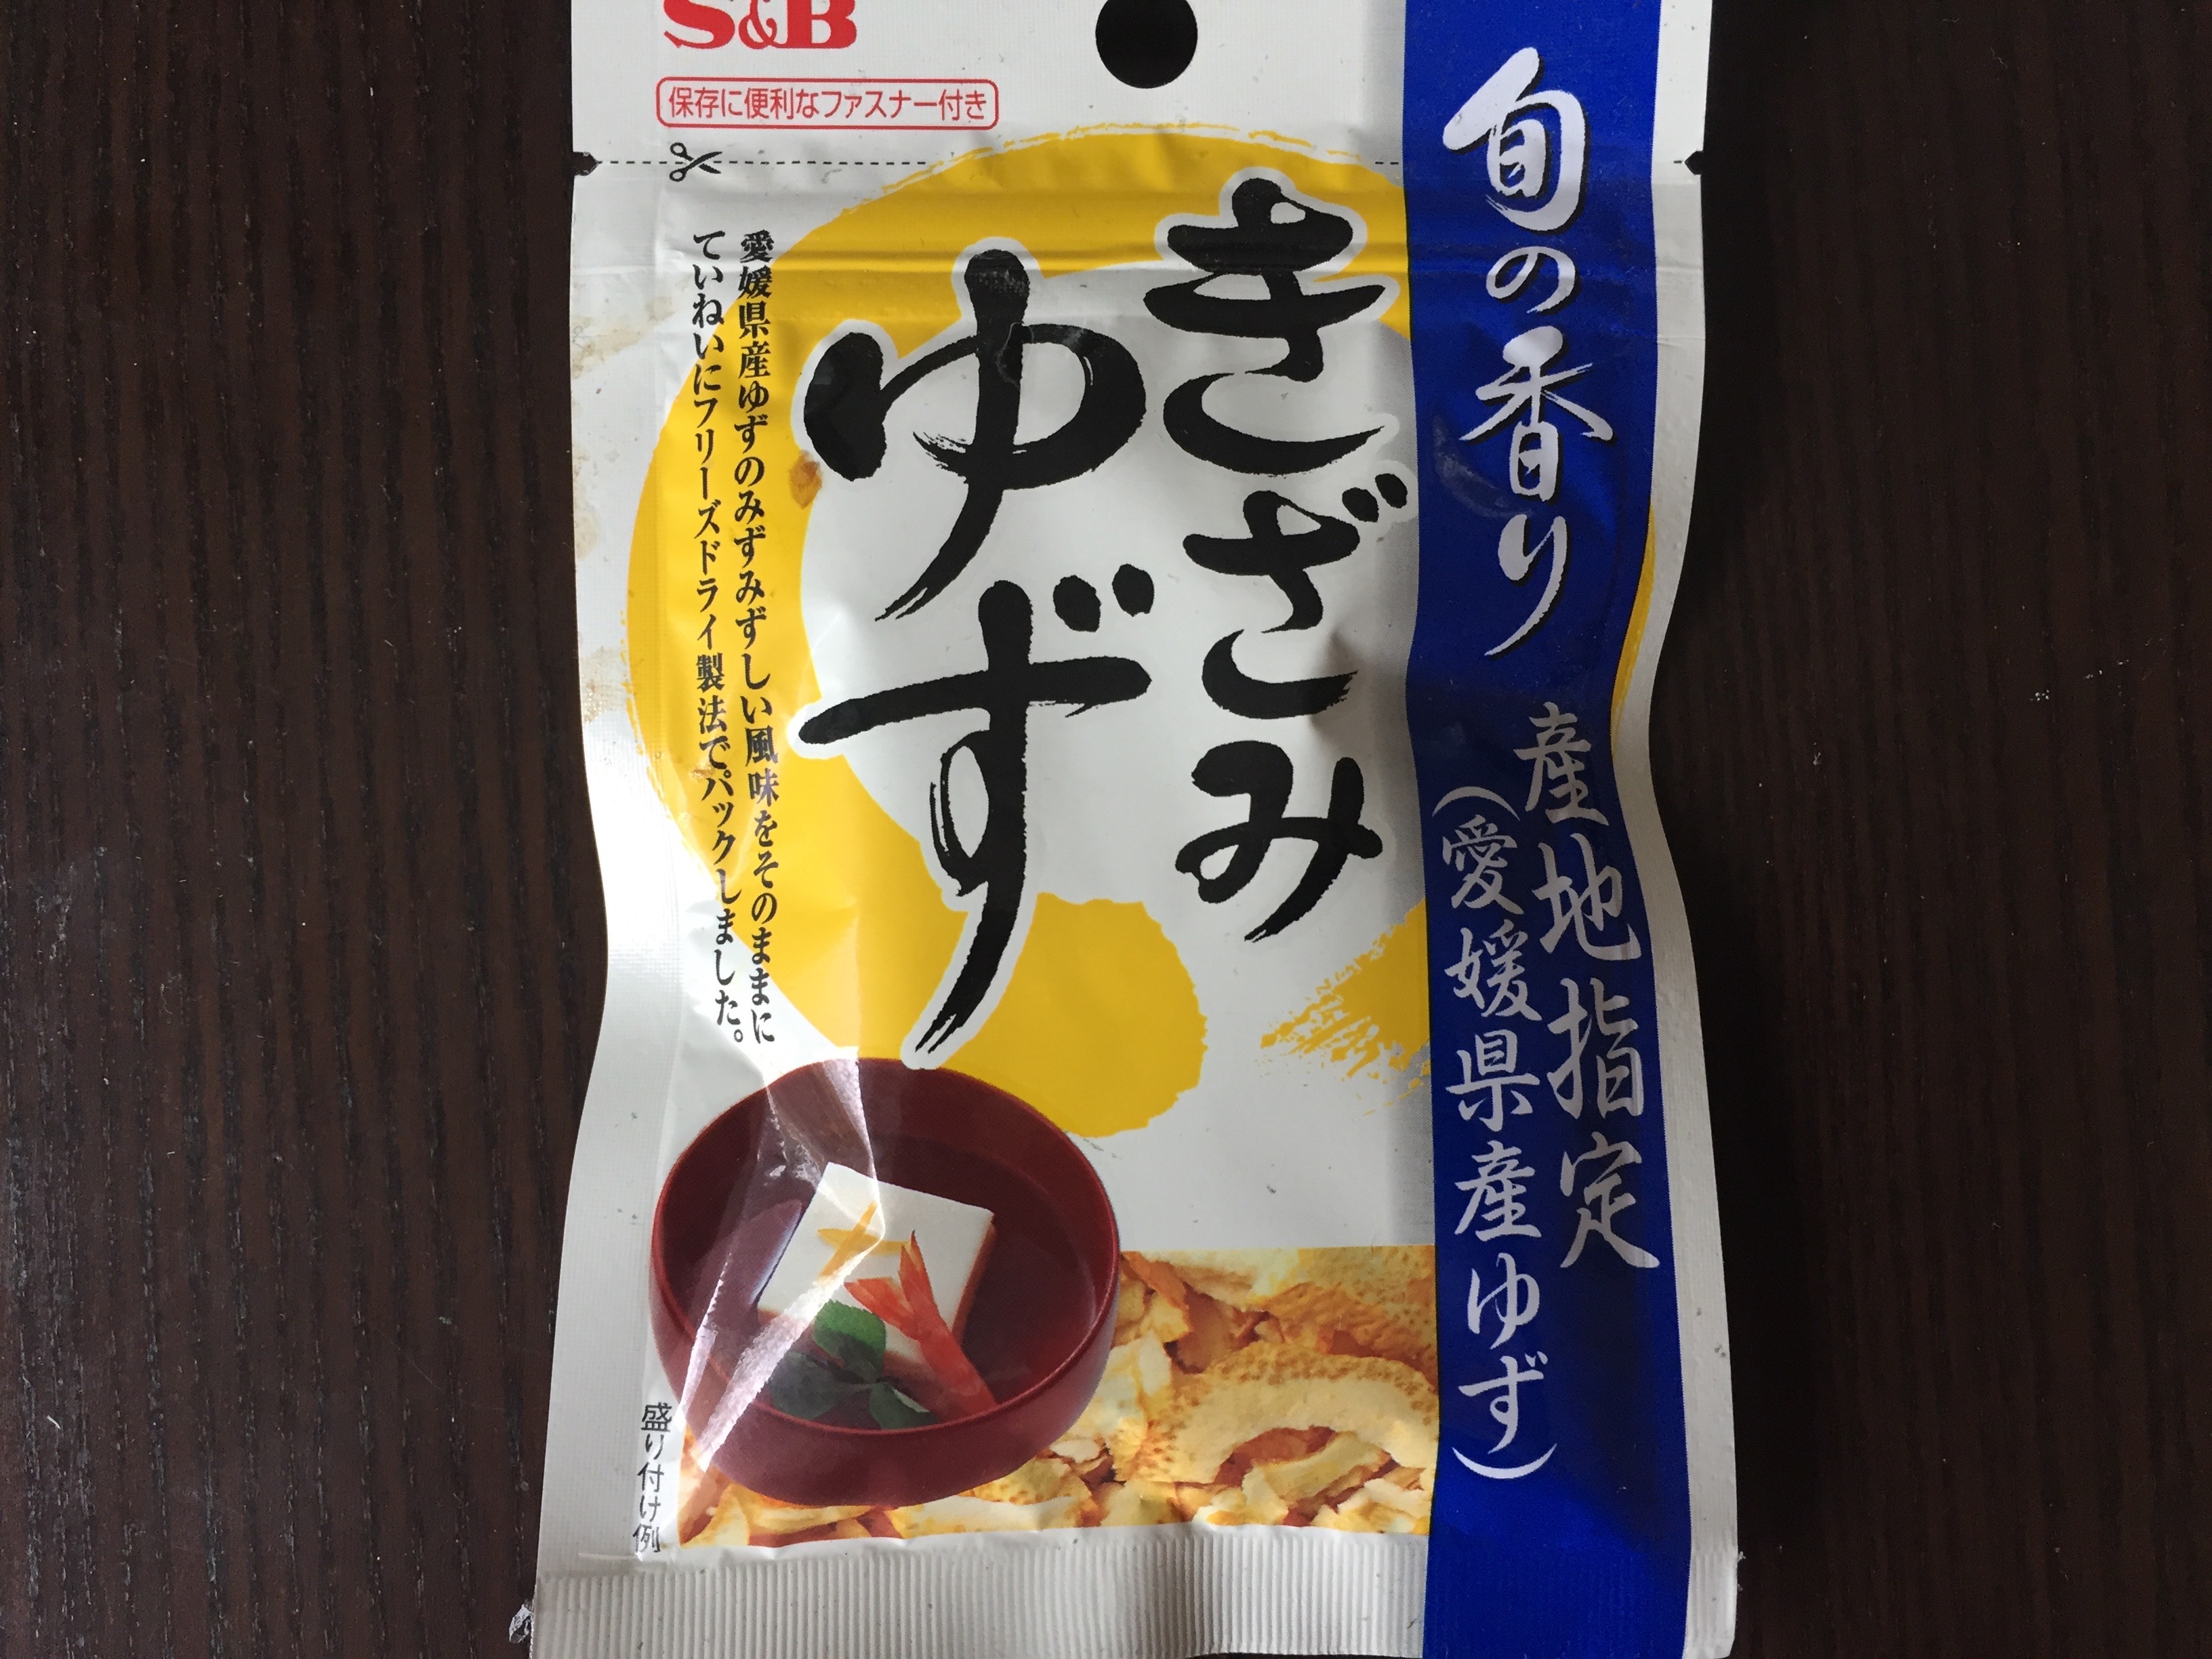 S&B
保存に便利なファスナー付き
旬の香り
産地指定
(愛媛県産ゆず)
きざみ
ゆず
愛媛県産ゆずのみずみずしい風味をそのままに
ていねいにフリーズドライ製法でパックしました。
盛り付け例